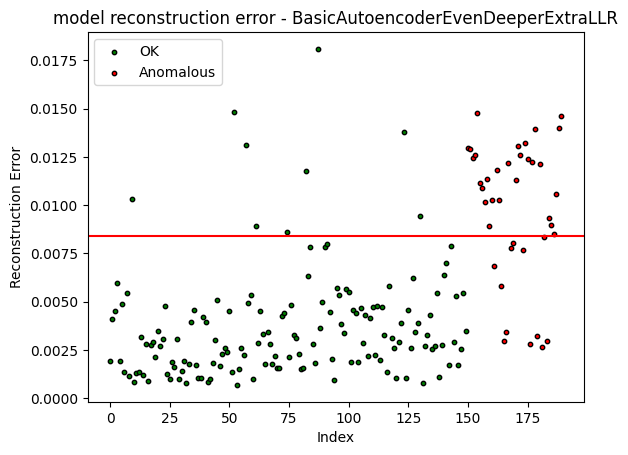 model reconstruction error - BasicAutoencoderEvenDeeperExtraLLR
OK
Anomalous
Reconstruction Error
0.0175
0.0150
0.0125
0.0100
0.0075
0.0050
0.0025
0.0000
0 25 50 75 100 125 150 175
Index